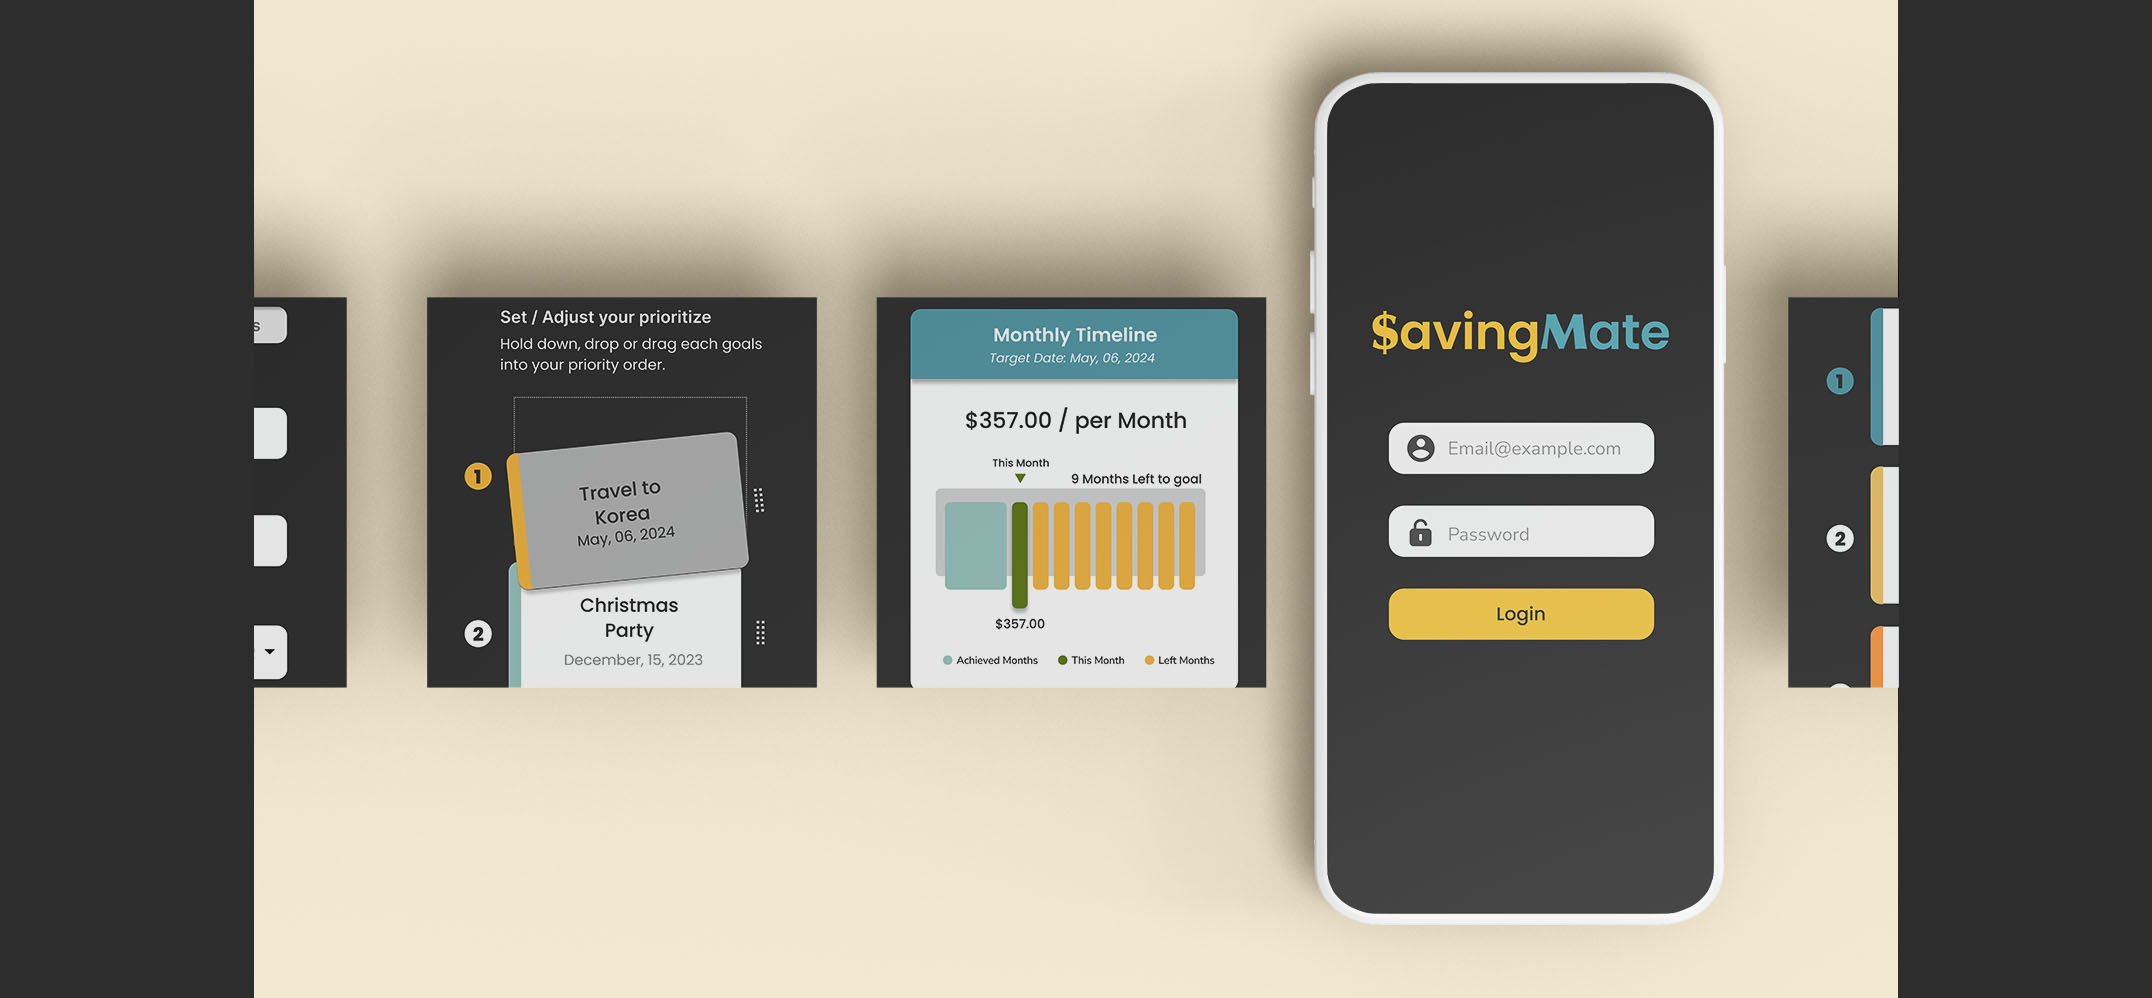 s
Set / Adjust your prioritize
Hold down, drop or drag each goals
into your priority order.
1
Travel to
Korea
May, 06, 2024
2
Christmas
Party
December, 15, 2023
Monthly Timeline
Target Date: May, 06, 2024
$357.00 / per Month
This Month
9 Months Left to goal
$357.00
Achieved Months
This Month
Left Months
$avingMate
Email@example.com
Password
Login
1
2